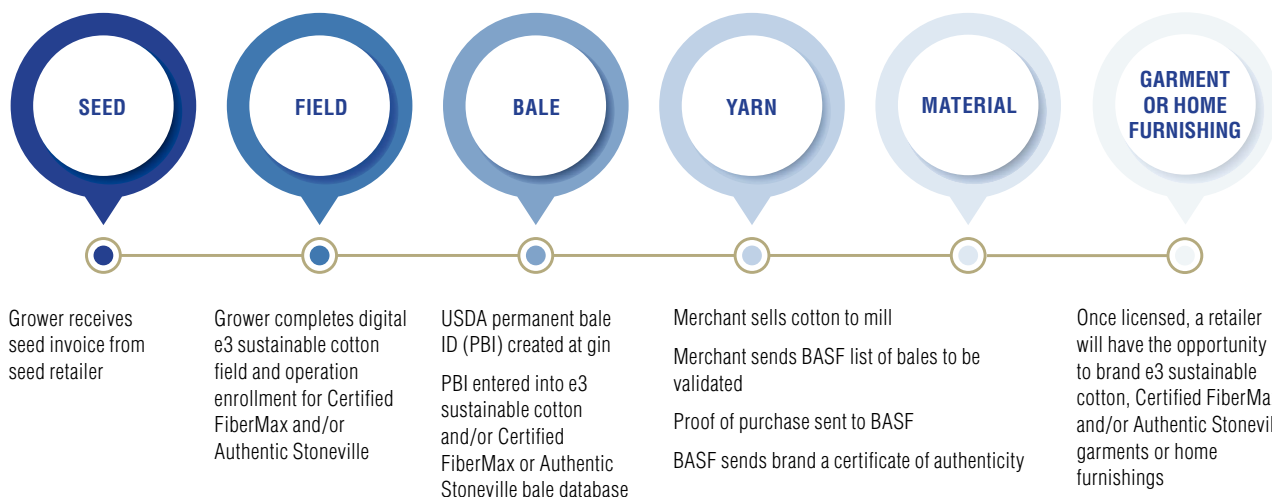 SEED
FIELD
BALE
YARN
MATERIAL
GARMENT
OR HOME
FURNISHING
Grower receives
seed invoice from
seed retailer
Grower completes digital
e3 sustainable cotton
field and operation
enrollment for Certified
FiberMax and/or
Authentic Stoneville
USDA permanent bale
ID (PBI) created at gin
PBI entered into e3
sustainable cotton
and/or Certified
FiberMax or Authentic
Stoneville bale database
Merchant sells cotton to mill
Merchant sends BASF list of bales to be
validated
Proof of purchase sent to BASF
BASF sends brand a certificate of authenticity
Once licensed, a retailer
will have the opportunity
to brand e3 sustainable
cotton, Certified FiberMa
and/or Authentic Stonevil
garments or home
furnishings